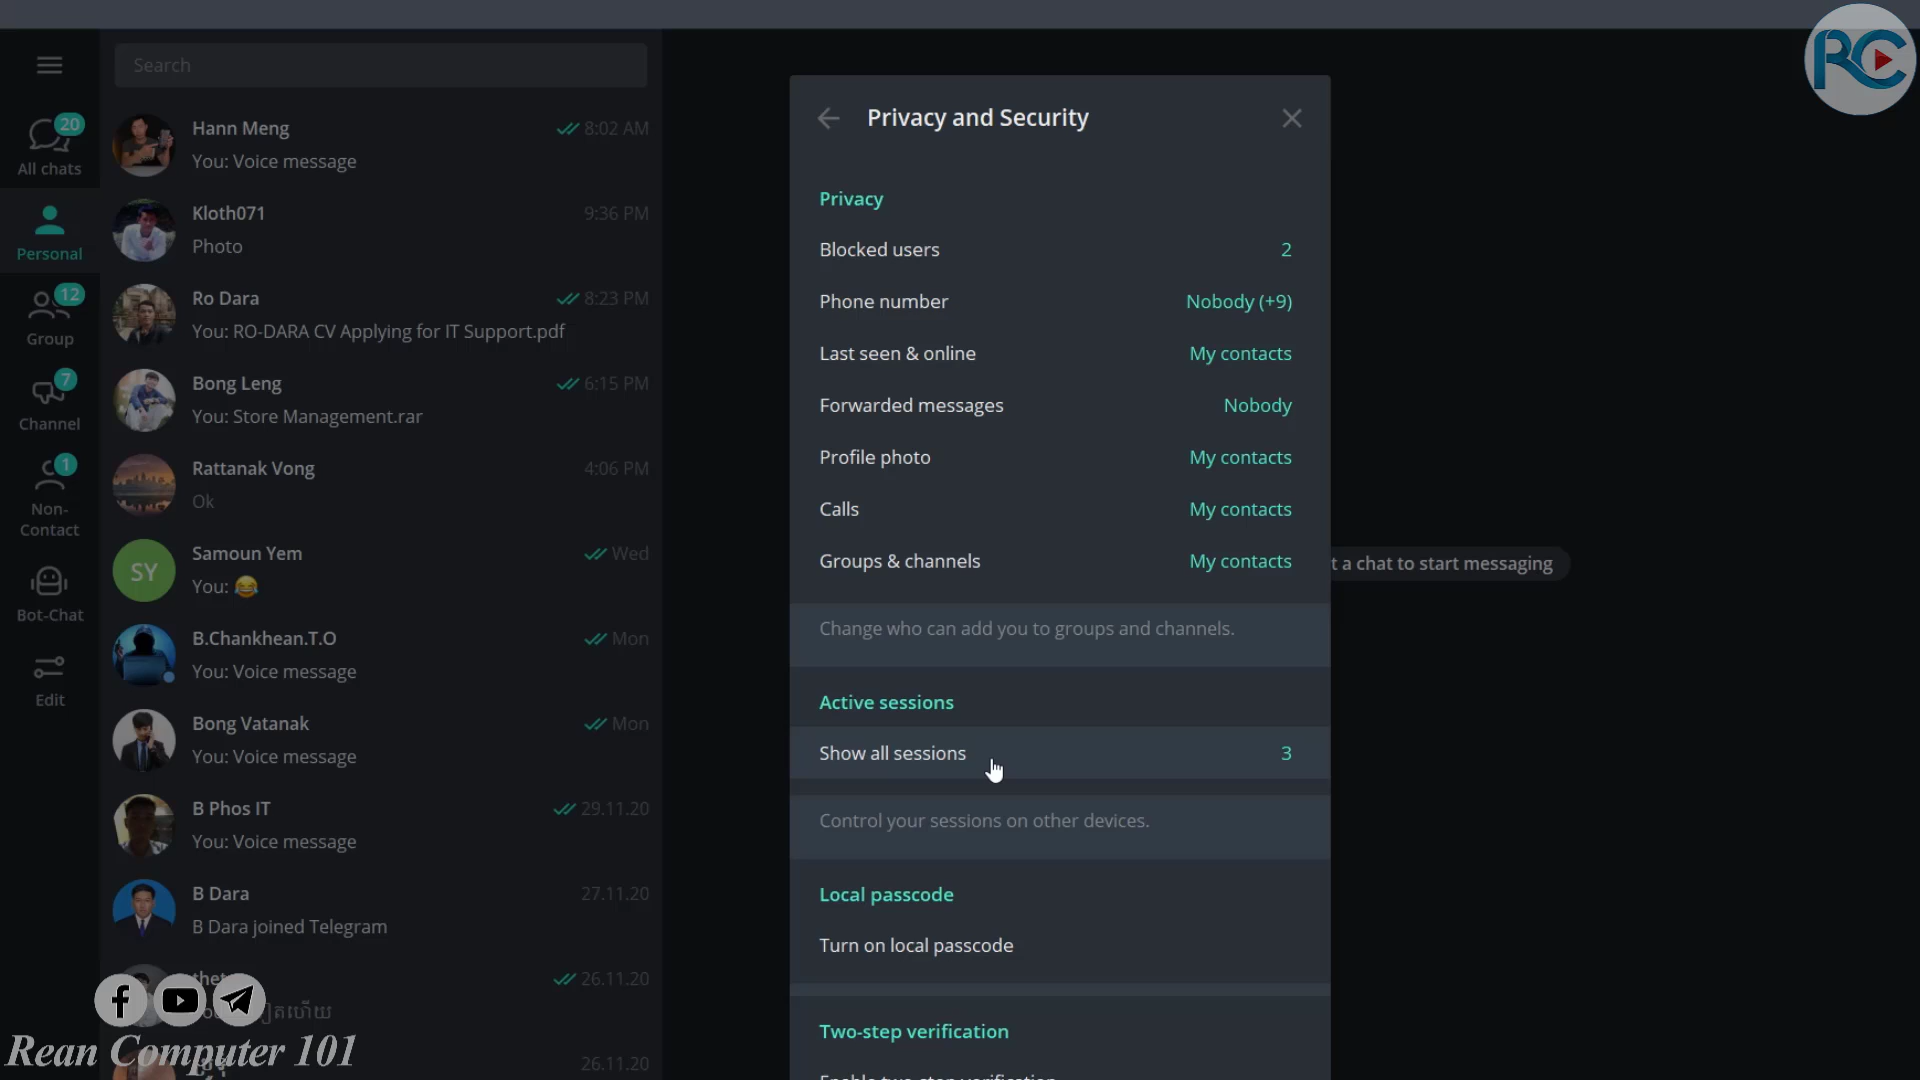 RC
Search
20
All chats
Personal
12
Group
7
Channel
1
Non-
Contact
Bot-Chat
Edit
Hann Meng 8:02 AM
You: Voice message
Kloth071 9:36 PM
Photo
Ro Dara 8:23 PM
You: RO-DARA CV Applying for IT Support.pdf
Bong Leng 6:15 PM
You: Store Management.rar
Rattanak Vong 4:06 PM
Ok
SY
Samoun Yem Wed
You: 😂
B.Chankhean.T.O Mon
You: Voice message
Bong Vatanak Mon
You: Voice message
B Phos IT 29.11.20
You: Voice message
B Dara 27.11.20
B Dara joined Telegram
26.11.20
26.11.20
Rean Computer 101
Privacy and Security
Privacy
Blocked users 2
Phone number Nobody (+9)
Last seen & online My contacts
Forwarded messages Nobody
Profile photo My contacts
Calls My contacts
Groups & channels My contacts
Change who can add you to groups and channels.
Active sessions
Show all sessions 3
Control your sessions on other devices.
Local passcode
Turn on local passcode
Two-step verification
Enable two-step verification
t a chat to start messaging